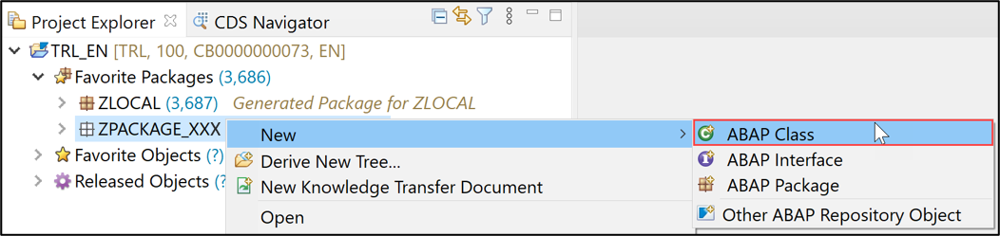 Project Explorer CDS Navigator
TRL_EN [TRL, 100, CB0000000073, EN]
Favorite Packages (3,686)
ZLOCAL (3,687) Generated Package for ZLOCAL
ZPACKAGE_XXX
Favorite Objects (?)
Released Objects (?
New
Derive New Tree...
New Knowledge Transfer Document
Open
ABAP Class
ABAP Interface
ABAP Package
Other ABAP Repository Object